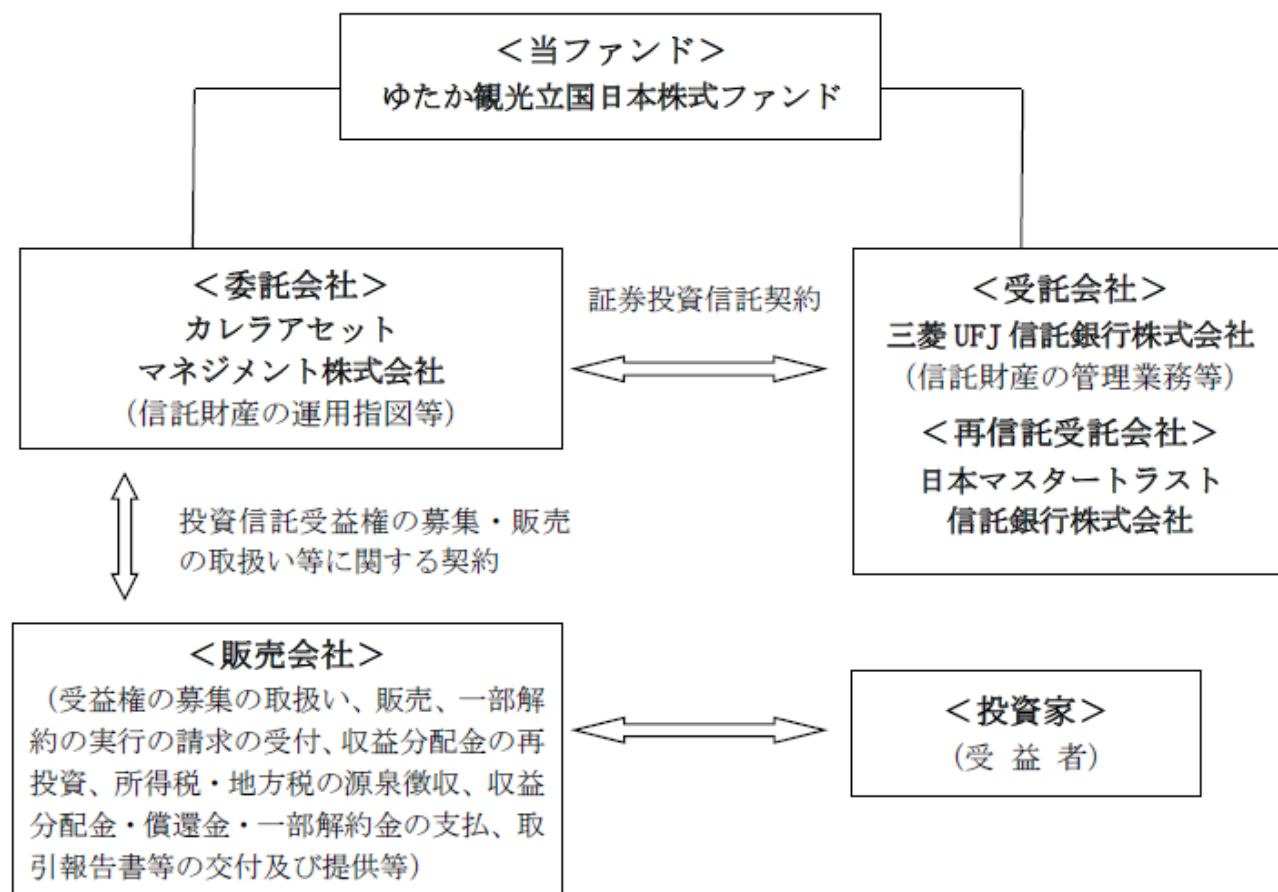 <当ファンド>
ゆたか観光立国日本株式ファンド
<委託会社>
カレラアセット
マネジメント株式会社
(信託財産の運用指図等)
証券投資信託契約
<受託会社>
三菱 UFJ 信託銀行株式会社
(信託財産の管理業務等)
<再信託受託会社>
日本マスタートラスト
信託銀行株式会社
投資信託受益権の募集・販売
の取扱い等に関する契約
<販売会社>
(受益権の募集の取扱い、販売、一部解
約の実行の請求の受付、収益分配金の再
投資、所得税・地方税の源泉徴収、収益
分配金・償還金・一部解約金の支払、取
引報告書等の交付及び提供等)
<投資家>
(受 益 者)